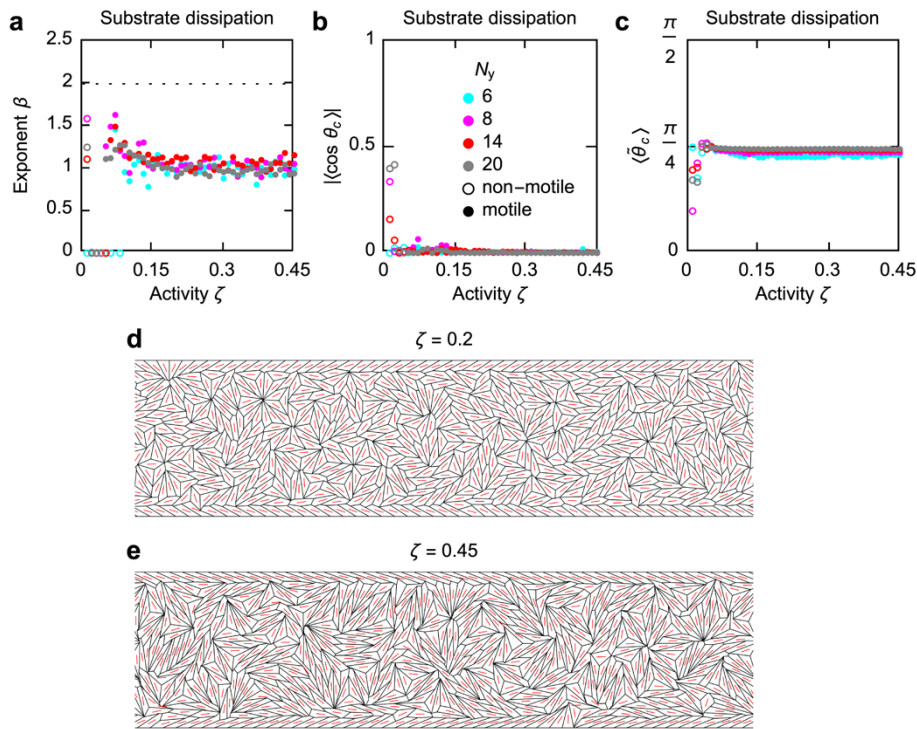 a
Substrate dissipation
2.5
2
1.5
1
0.5
0
Exponent β
0
0.15
0.3
0.45
Activity ζ
b
Substrate dissipation
1
0.5
0
|⟨cos θc⟩|
Ny
6
8
14
20
non−motile
motile
0
0.15
0.3
0.45
Activity ζ
c
Substrate dissipation
π
2
π
4
0
⟨θ̃c⟩
0
0.15
0.3
0.45
Activity ζ
d
ζ = 0.2
e
ζ = 0.45